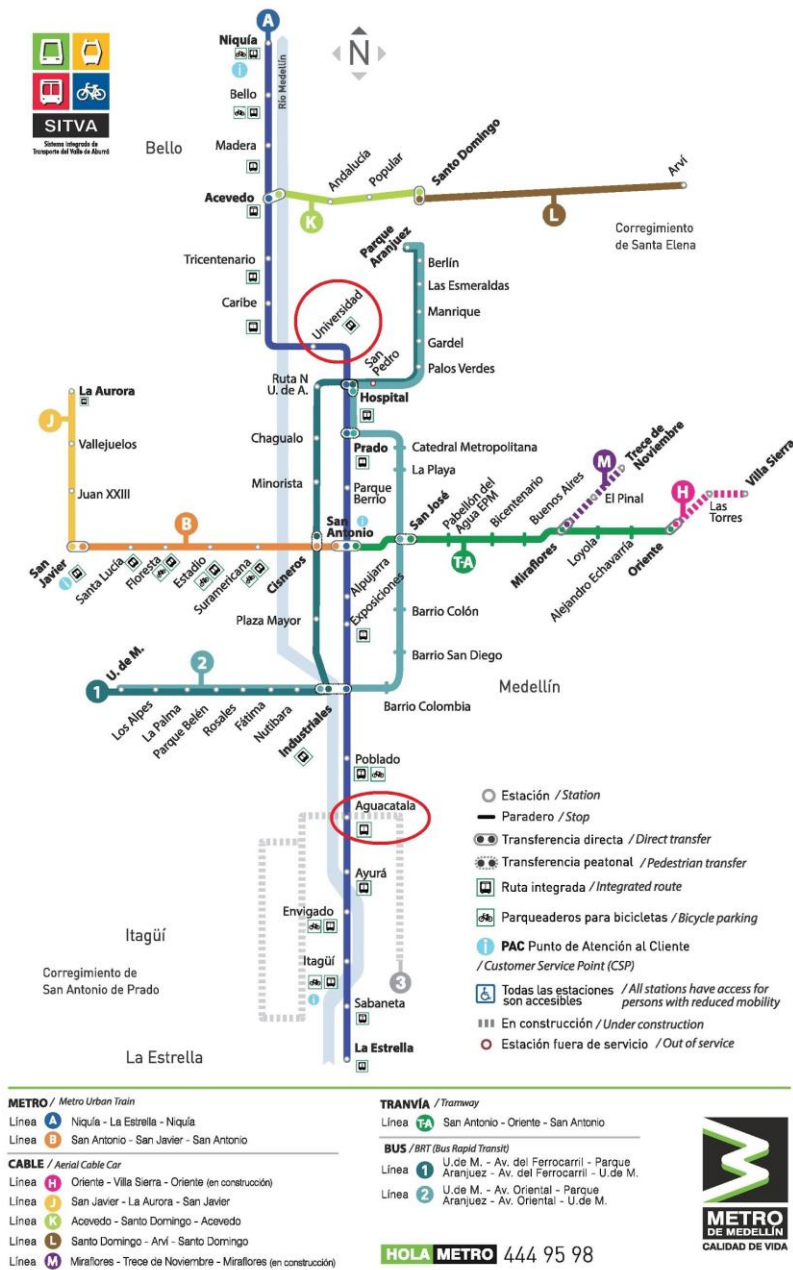 A
Niquía
N
Río Medellín
SITVA
Sistema Integrado de
Transporte del Valle de Aburrá
Bello
Bello
Madera
Acevedo
K
Andalucía
Popular
Santo Domingo
L
Arví
Corregimiento
de Santa Elena
Tricentenario
Caribe
Universidad
Parque
Aranjuez
Berlín
Las Esmeraldas
Manrique
Gardel
Palos Verdes
San
Pedro
Hospital
Ruta N
U. de A.
La Aurora
J
Vallejuelos
Juan XXIII
Chagualo
Minorista
Prado
Parque
Berrío
Catedral Metropolitana
La Playa
San José
Pabellón del
Agua EPM
Bicentenario
Buenos Aires
M
Trece de
Noviembre
El Pinal
H
Villa Sierra
Las
Torres
B
San
Antonio
T-A
San
Javier
Santa Lucía
Floresta
Estadio
Suramericana
Cisneros
Miraflores
Loyola
Alejandro Echavarría
Oriente
Alpujarra
Exposiciones
Plaza Mayor
Barrio Colón
Barrio San Diego
Medellín
Barrio Colombia
U. de M.
1
2
Los Alpes
La Palma
Parque Belén
Rosales
Fátima
Nutibara
Industriales
Poblado
Aguacatala
Ayurá
Envigado
Itagüí
Itagüí
3
Corregimiento de
San Antonio de Prado
Sabaneta
La Estrella
La Estrella
Estación / Station
Paradero / Stop
Transferencia directa / Direct transfer
Transferencia peatonal / Pedestrian transfer
Ruta integrada / Integrated route
Parqueaderos para bicicletas / Bicycle parking
PAC Punto de Atención al Cliente
/ Customer Service Point (CSP)
Todas las estaciones / All stations have access for
son accesibles persons with reduced mobility
En construcción / Under construction
Estación fuera de servicio / Out of service
METRO / Metro Urban Train
Línea A Niquía - La Estrella - Niquía
Línea B San Antonio - San Javier - San Antonio
CABLE / Aerial Cable Car
Línea H Oriente - Villa Sierra - Oriente (en construcción)
Línea J San Javier - La Aurora - San Javier
Línea K Acevedo - Santo Domingo - Acevedo
Línea L Santo Domingo - Arví - Santo Domingo
Línea M Miraflores - Trece de Noviembre - Miraflores (en construcción)
TRANVÍA / Tramway
Línea T-A San Antonio - Oriente - San Antonio
BUS / BRT (Bus Rapid Transit)
Línea 1 U.de M. - Av. del Ferrocarril - Parque
Aranjuez - Av. del Ferrocarril - U.de M.
Línea 2 U.de M. - Av. Oriental - Parque
Aranjuez - Av. Oriental - U.de M.
HOLA METRO 444 95 98
METRO
DE MEDELLÍN
CALIDAD DE VIDA